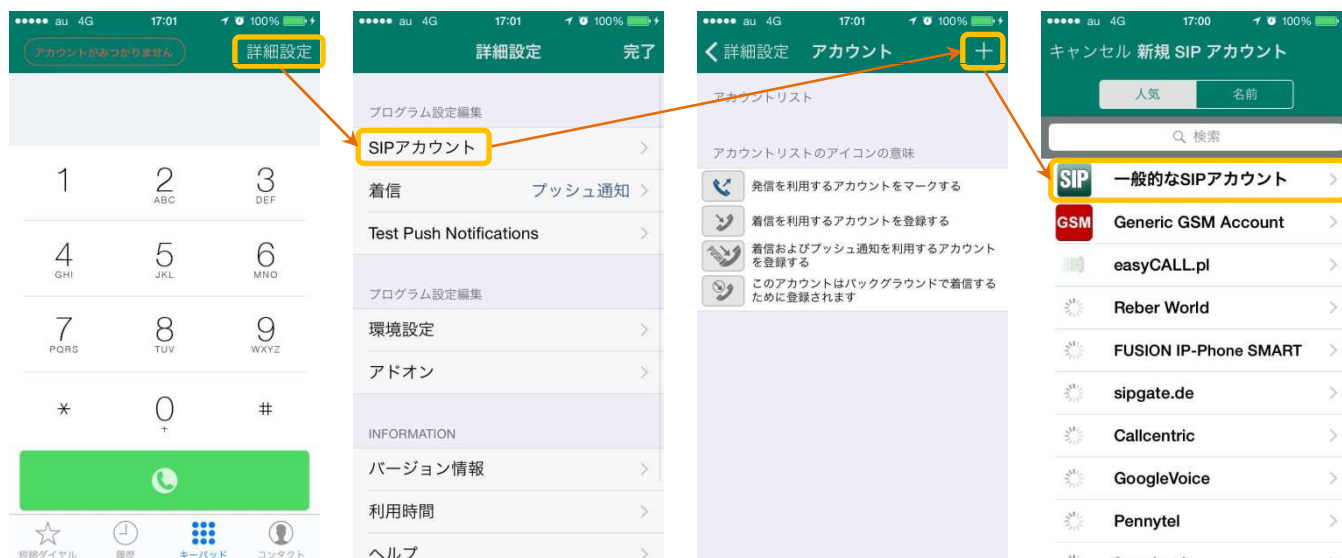 au 4G 17:01 100%
アカウントがみつかりません
詳細設定
1
2
ABC
3
DEF
4
GHI
5
JKL
6
MNO
7
PQRS
8
TUV
9
WXYZ
*
0
+
#
短縮ダイヤル 履歴 キーパッド コンタクト
au 4G 17:01 100%
詳細設定 完了
プログラム設定編集
SIPアカウント
着信 プッシュ通知
Test Push Notifications
プログラム設定編集
環境設定
アドオン
INFORMATION
バージョン情報
利用時間
ヘルプ
au 4G 17:01 100%
詳細設定 アカウント +
アカウントリスト
アカウントリストのアイコンの意味
発信を利用するアカウントをマークする
着信を利用するアカウントを登録する
着信およびプッシュ通知を利用するアカウント
を登録する
このアカウントはバックグラウンドで着信する
ために登録されます
au 4G 17:00 100%
キャンセル 新規 SIP アカウント
人気 名前
検索
SIP 一般的なSIPアカウント
GSM Generic GSM Account
easyCALL.pl
Reber World
FUSION IP-Phone SMART
sipgate.de
Callcentric
GoogleVoice
Pennytel